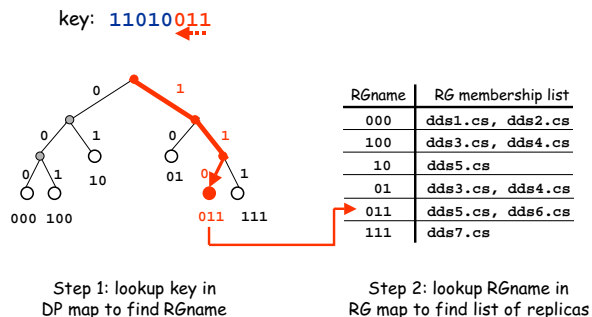 key: 11010011
0 1
0 1 0 1
0 1 10 01 0 1
000 100 011 111
RGname RG membership list
000 dds1.cs, dds2.cs
100 dds3.cs, dds4.cs
10 dds5.cs
01 dds3.cs, dds4.cs
011 dds5.cs, dds6.cs
111 dds7.cs
Step 1: lookup key in
DP map to find RGname
Step 2: lookup RGname in
RG map to find list of replicas